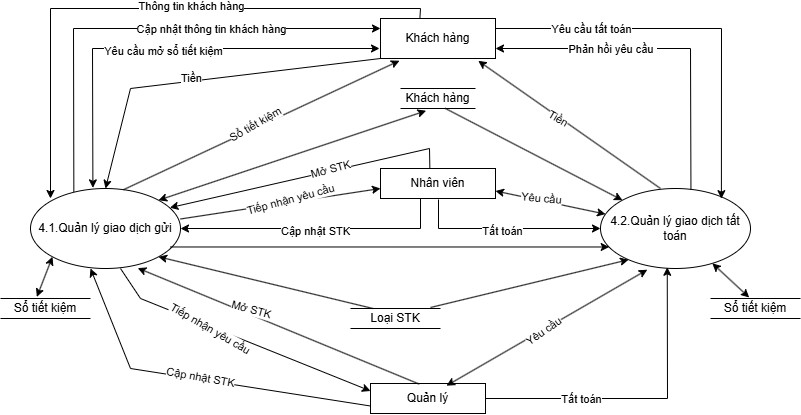 Thông tin khách hàng
Cập nhật thông tin khách hàng
Khách hàng
Yêu cầu tất toán
Yêu cầu mở sổ tiết kiệm
Phản hồi yêu cầu
Tiền
Khách hàng
Sổ tiết kiệm
Tiền
Mở STK
Nhân viên
Tiếp nhận yêu cầu
Yêu cầu
4.1.Quản lý giao dịch gửi
4.2.Quản lý giao dịch tất
toán
Cập nhật STK
Tất toán
Sổ tiết kiệm
Mở STK
Loại STK
Sổ tiết kiệm
Tiếp nhận yêu cầu
Yêu cầu
Cập nhật STK
Quản lý
Tất toán